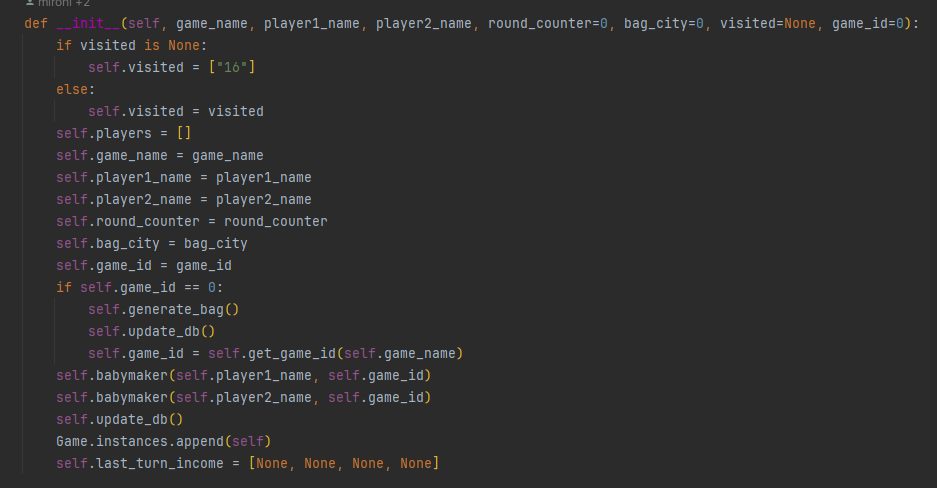 mironi +2
def __init__(self, game_name, player1_name, player2_name, round_counter=0, bag_city=0, visited=None, game_id=0):
    if visited is None:
        self.visited = ["16"]
    else:
        self.visited = visited
    self.players = []
    self.game_name = game_name
    self.player1_name = player1_name
    self.player2_name = player2_name
    self.round_counter = round_counter
    self.bag_city = bag_city
    self.game_id = game_id
    if self.game_id == 0:
        self.generate_bag()
        self.update_db()
        self.game_id = self.get_game_id(self.game_name)
    self.babymaker(self.player1_name, self.game_id)
    self.babymaker(self.player2_name, self.game_id)
    self.update_db()
    Game.instances.append(self)
    self.last_turn_income = [None, None, None, None]